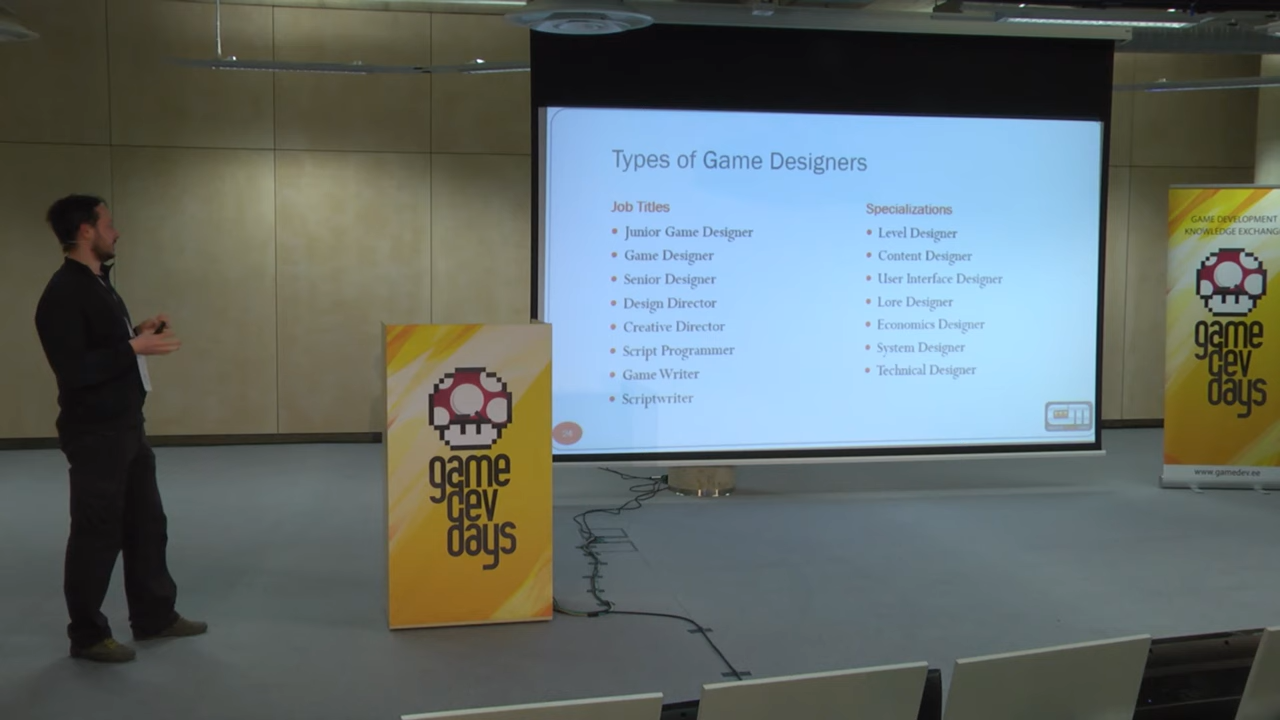 Types of Game Designers
Job Titles
Junior Game Designer
Game Designer
Senior Designer
Design Director
Creative Director
Script Programmer
Game Writer
Scriptwriter
Specializations
Level Designer
Content Designer
User Interface Designer
Lore Designer
Economics Designer
System Designer
Technical Designer
24
game
dev
days
GAME DEVELOPMENT
KNOWLEDGE EXCHANG
game
dev
days
www.gamedev.ee